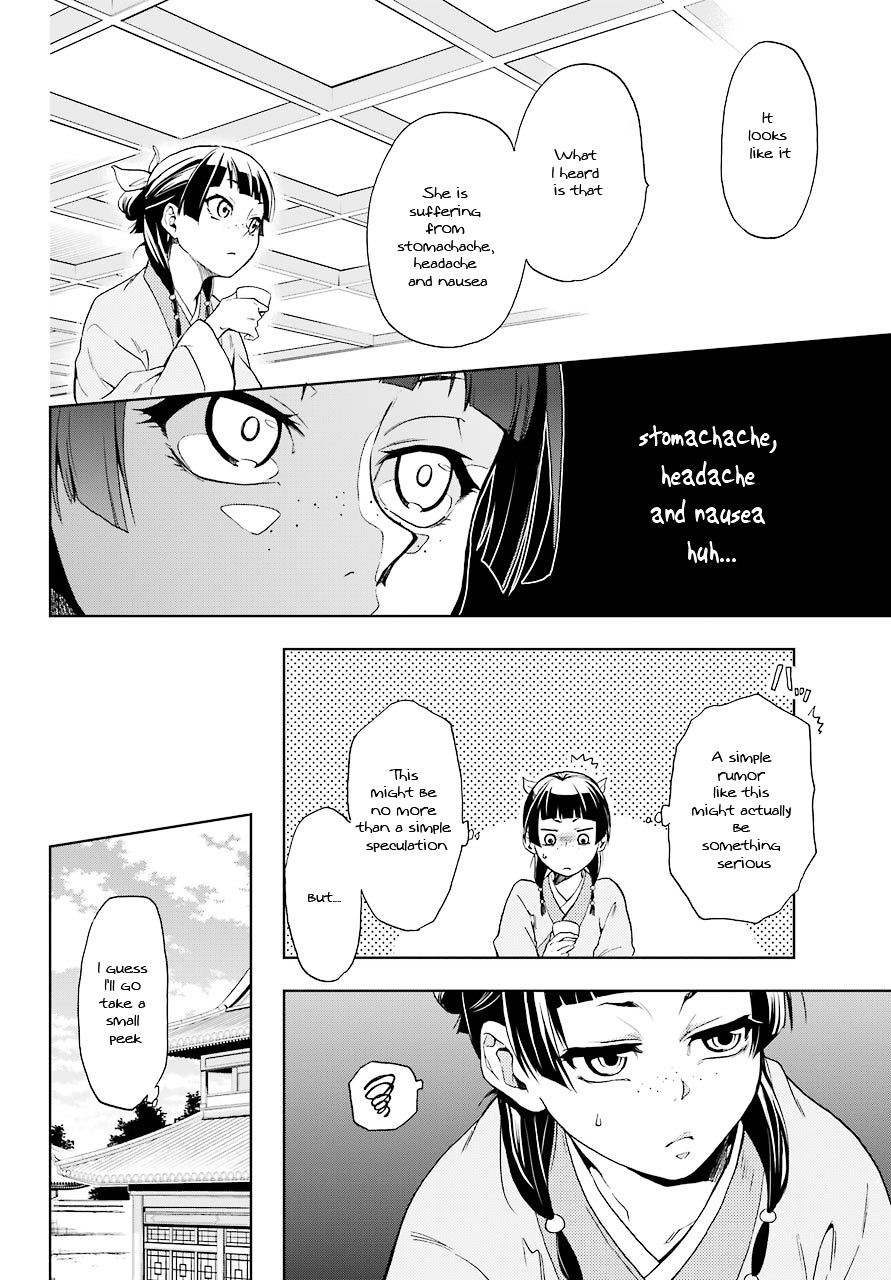 It
looks
like it
What
I heard
is that
She is
suffering
from
stomachache,
headache
and nausea
stomachache,
headache
and nausea
huh...
ハッ
A simple
rumor
like this
might actually
be
something
serious
This
might be
no more
than a simple
speculation
but....
I guess
I'll go
take a
small
peek